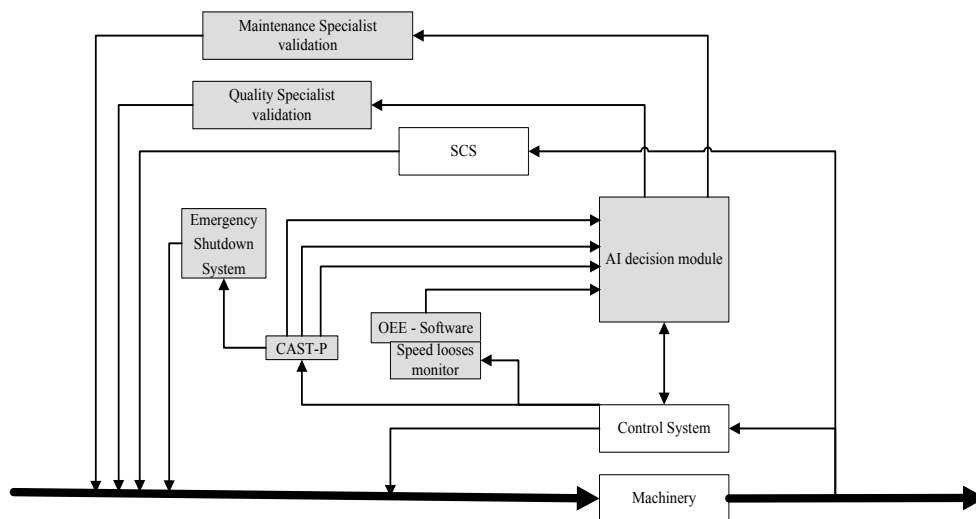 Maintenance Specialist
validation
Quality Specialist
validation
SCS
Emergency
Shutdown
System
AI decision module
OEE - Software
CAST-P
Speed looses
monitor
Control System
Machinery